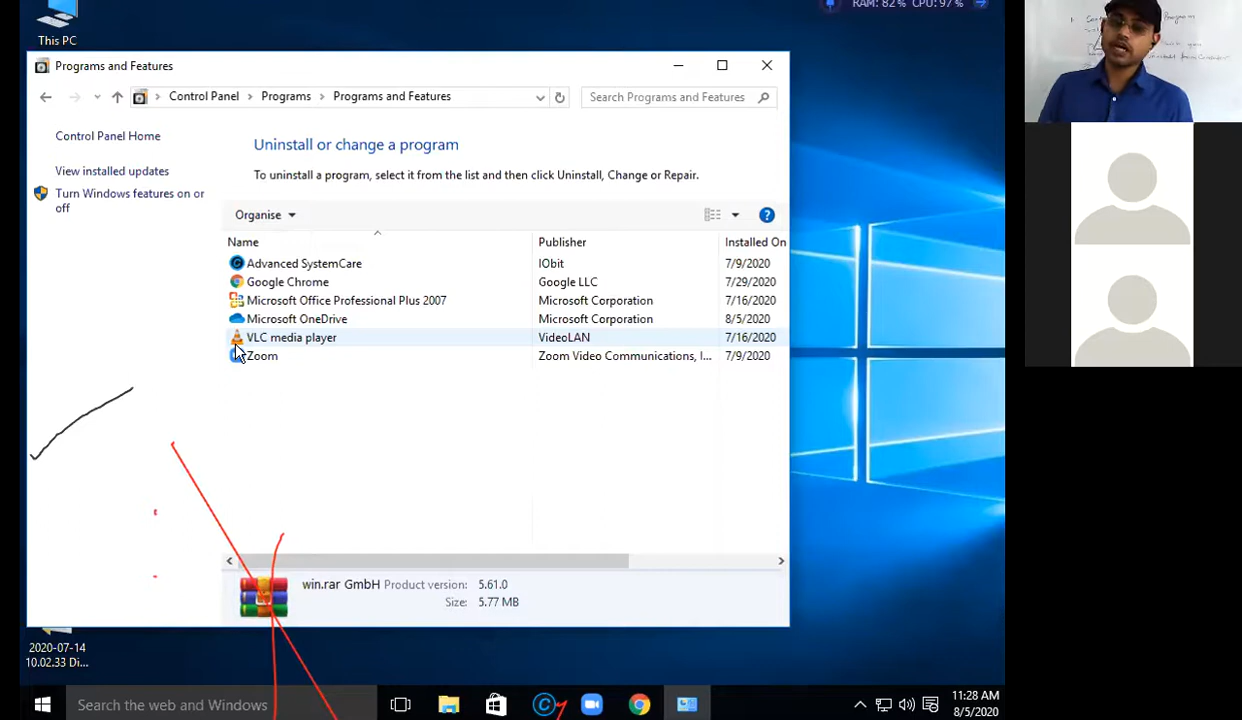 This PC
RAM: 82% CPU: 97%
Programs and Features
Control Panel > Programs > Programs and Features
Search Programs and Features
Control Panel Home
View installed updates
Turn Windows features on or
off
Uninstall or change a program
To uninstall a program, select it from the list and then click Uninstall, Change or Repair.
Organise
Name Publisher Installed On
Advanced SystemCare IObit 7/9/2020
Google Chrome Google LLC 7/29/2020
Microsoft Office Professional Plus 2007 Microsoft Corporation 7/16/2020
Microsoft OneDrive Microsoft Corporation 8/5/2020
VLC media player VideoLAN 7/16/2020
Zoom Zoom Video Communications, I... 7/9/2020
win.rar GmbH Product version: 5.61.0
Size: 5.77 MB
2020-07-14
10.02.33 Di...
Search the web and Windows
11:28 AM
8/5/2020